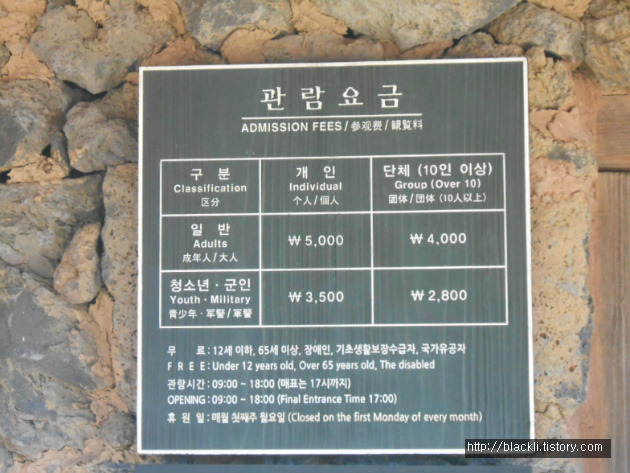 관 람 요 금
ADMISSION FEES / 参观费 / 観覧料
구 분
Classification
区分
개 인
Individual
个人 / 個人
단체 (10인 이상)
Group (Over 10)
团体 / 団体 (10人以上)
일 반
Adults
成年人 / 大人
₩ 5,000
₩ 4,000
청소년 · 군인
Youth · Military
青少年 · 军警 / 軍警
₩ 3,500
₩ 2,800
무 료 : 12세 이하, 65세 이상, 장애인, 기초생활보장수급자, 국가유공자
F R E E : Under 12 years old, Over 65 years old, The disabled
관람시간 : 09:00 ~ 18:00 (매표는 17시까지)
OPENING : 09:00 ~ 18:00 (Final Entrance Time 17:00)
휴 원 일 : 매월 첫째주 월요일 (Closed on the first Monday of every month)
http://blackli.tistory.com